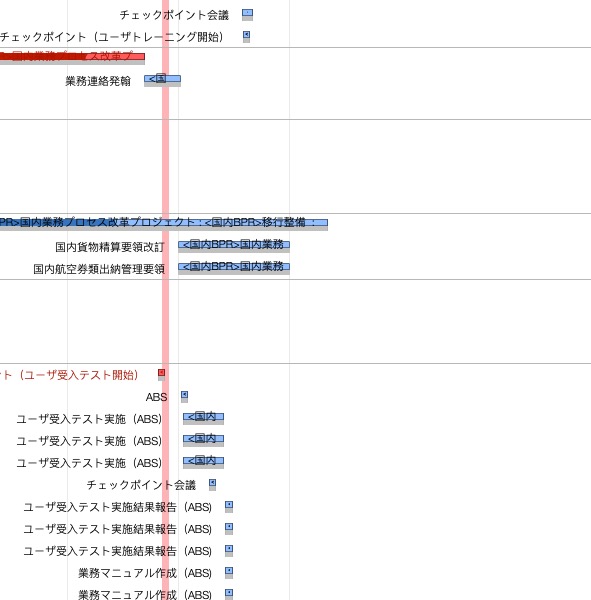 チェックポイント会議
チェックポイント（ユーザトレーニング開始）
国内業務プロセス改革プ
業務連絡発翰
<国
PR>国内業務プロセス改革プロジェクト：<国内BPR>移行整備：
国内貨物精算要領改訂
<国内BPR>国内業務
国内航空券類出納管理要領
<国内BPR>国内業務
ト（ユーザ受入テスト開始）
ABS
ユーザ受入テスト実施（ABS）
<国内
ユーザ受入テスト実施（ABS）
<国内
ユーザ受入テスト実施（ABS）
<国内
チェックポイント会議
ユーザ受入テスト実施結果報告（ABS）
ユーザ受入テスト実施結果報告（ABS）
ユーザ受入テスト実施結果報告（ABS）
業務マニュアル作成（ABS）
業務マニュアル作成（ABS）